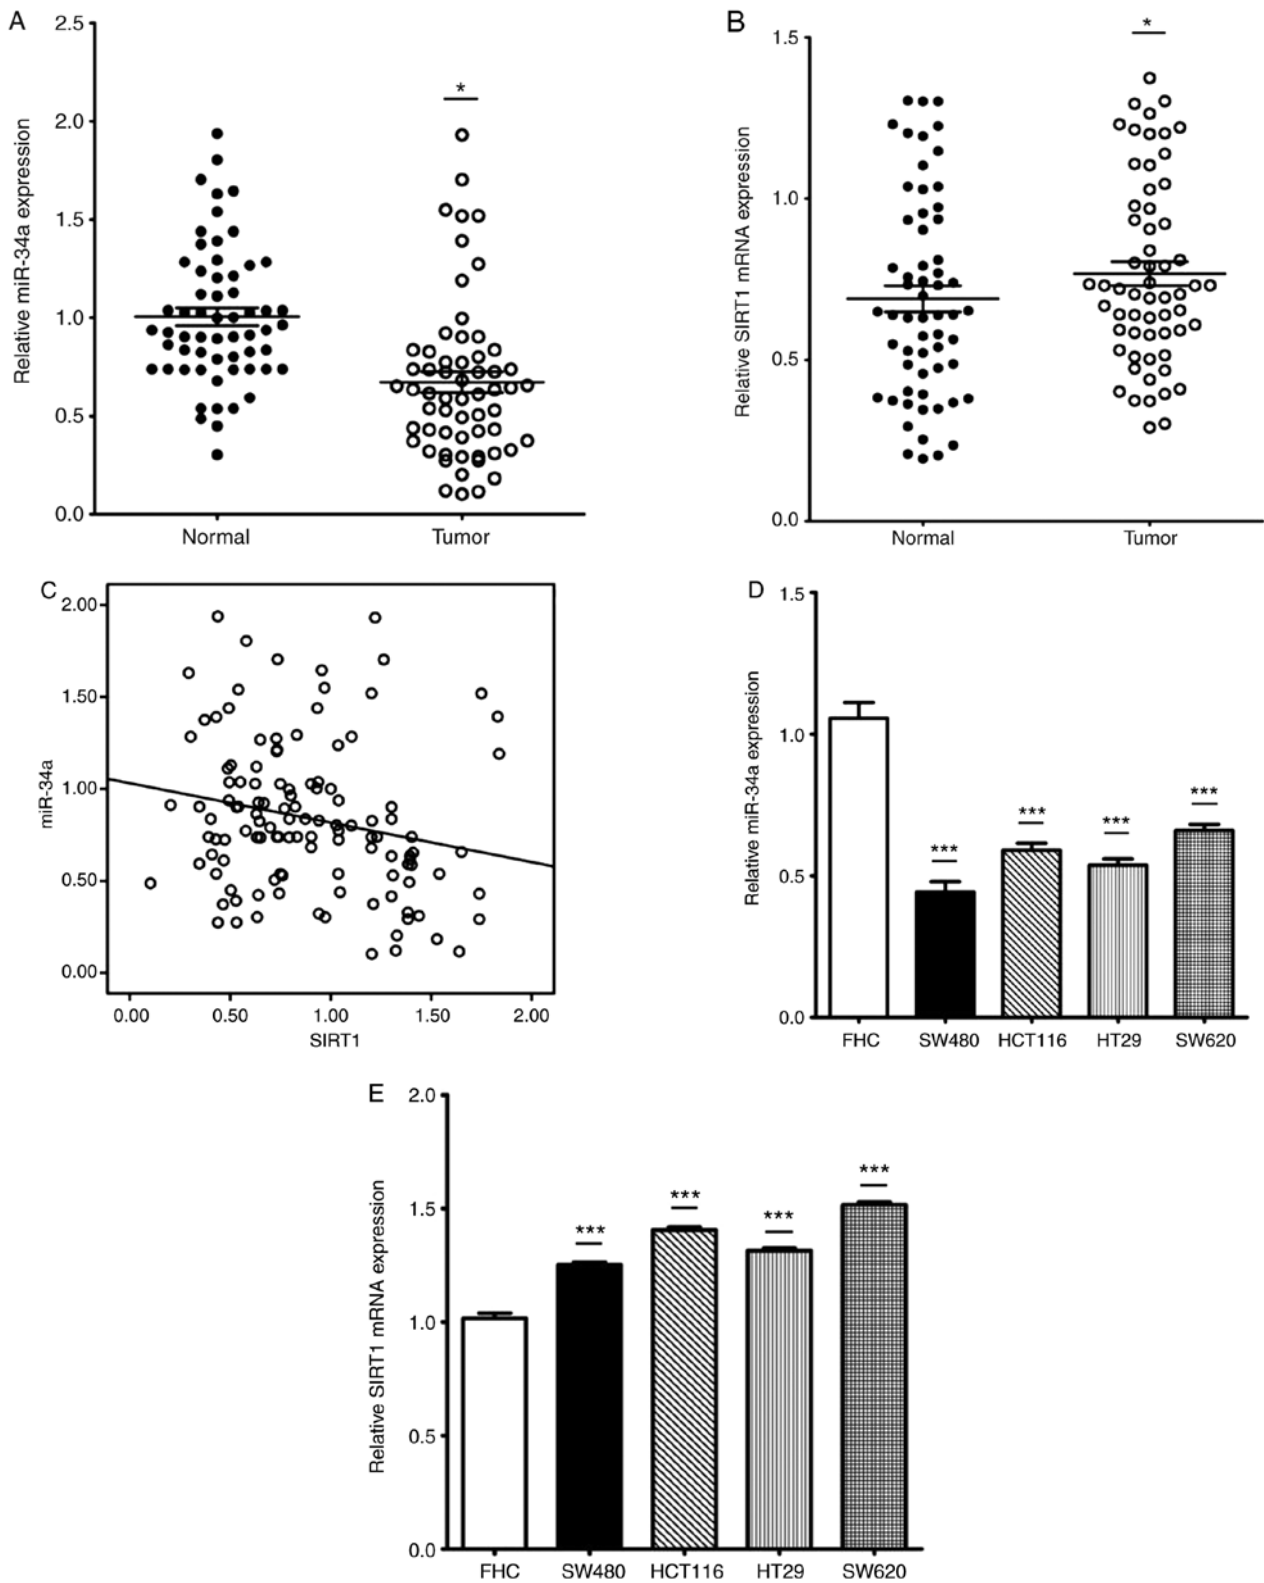 A
Relative miR-34a expression
2.5
2.0
1.5
1.0
0.5
0.0
*
Normal
Tumor
B
Relative SIRT1 mRNA expression
1.5
1.0
0.5
0.0
*
Normal
Tumor
C
miR-34a
2.00
1.50
1.00
0.50
0.00
0.00
0.50
1.00
1.50
2.00
SIRT1
D
Relative miR-34a expression
1.5
1.0
0.5
0.0
***
***
***
***
FHC
SW480
HCT116
HT29
SW620
E
Relative SIRT1 mRNA expression
2.0
1.5
1.0
0.5
0.0
***
***
***
***
FHC
SW480
HCT116
HT29
SW620